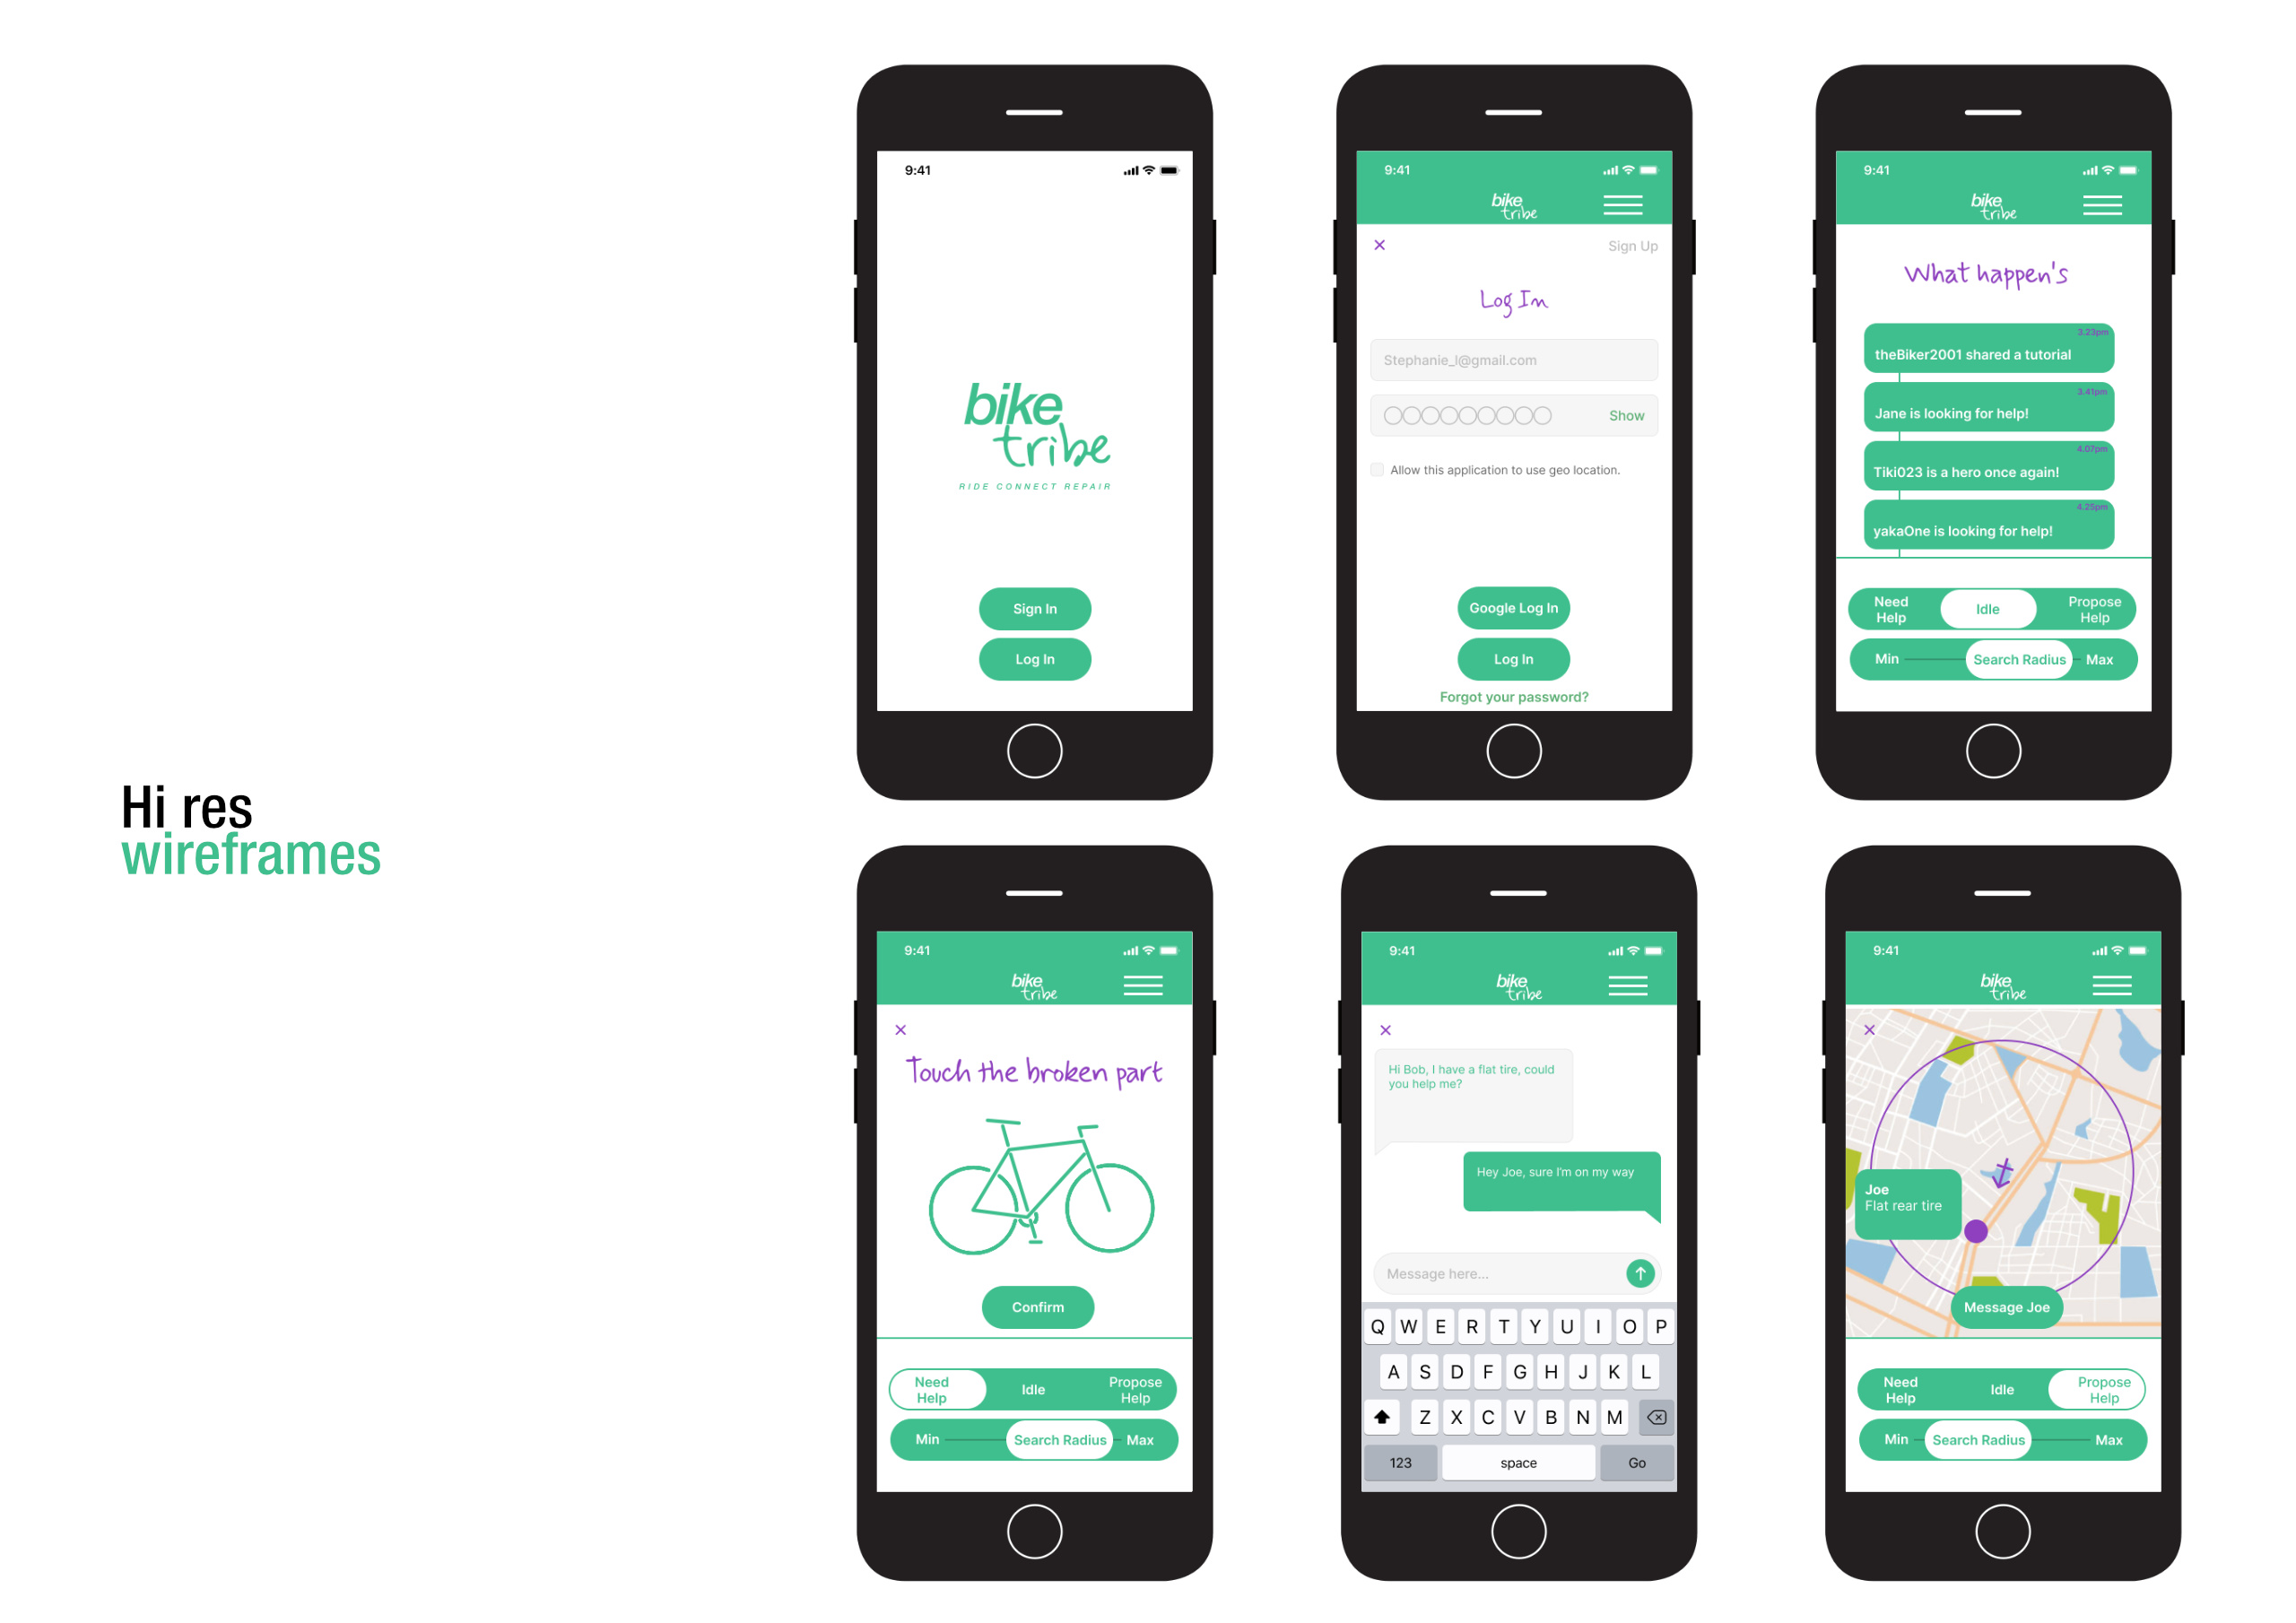 Hi res
wireframes
9:41
bike
tribe
RIDE CONNECT REPAIR
Sign In
Log In
9:41
bike
tribe
×
Sign Up
Log In
Stephanie_l@gmail.com
Show
Allow this application to use geo location.
Google Log In
Log In
Forgot your password?
9:41
bike
tribe
What happen's
3.23pm
theBiker2001 shared a tutorial
3.41pm
Jane is looking for help!
4.07pm
Tiki023 is a hero once again!
4.25pm
yakaOne is looking for help!
Need Help
Idle
Propose Help
Min
Search Radius
Max
9:41
bike
tribe
×
Touch the broken part
Confirm
Need Help
Idle
Propose Help
Min
Search Radius
Max
9:41
bike
tribe
×
Hi Bob, I have a flat tire, could
you help me?
Hey Joe, sure I'm on my way
Message here...
Q W E R T Y U I O P
A S D F G H J K L
Z X C V B N M
123
space
Go
9:41
bike
tribe
×
Joe
Flat rear tire
Message Joe
Need Help
Idle
Propose Help
Min
Search Radius
Max